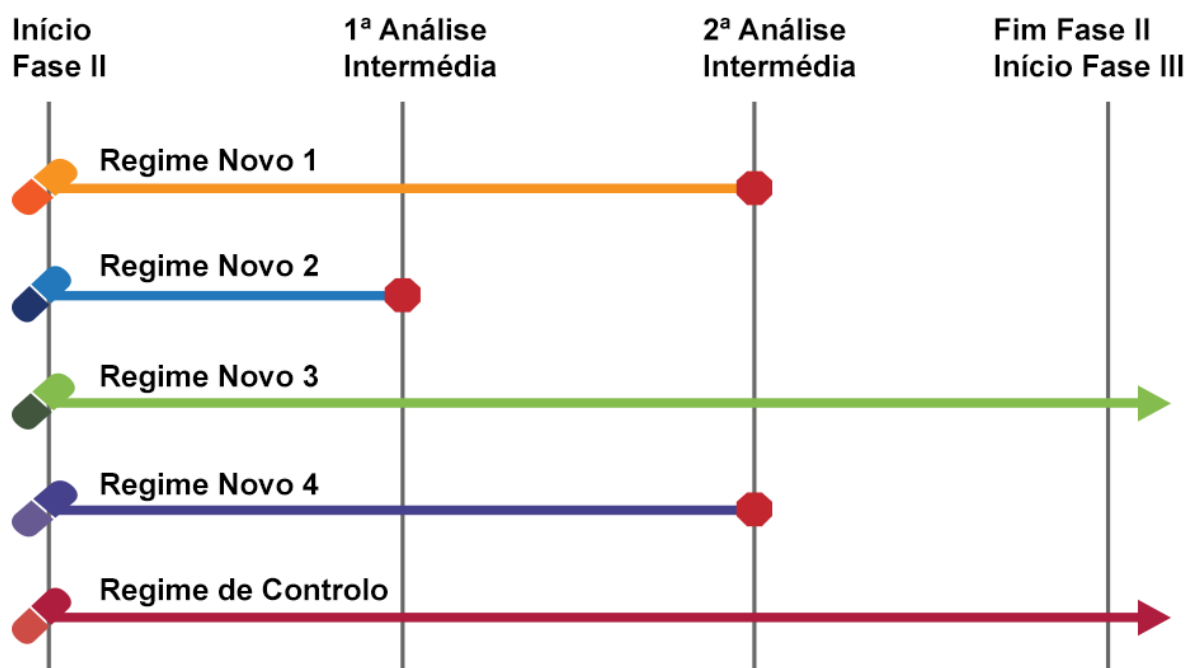 Início
Fase II
1ª Análise
Intermédia
2ª Análise
Intermédia
Fim Fase II
Início Fase III
Regime Novo 1
Regime Novo 2
Regime Novo 3
Regime Novo 4
Regime de Controlo